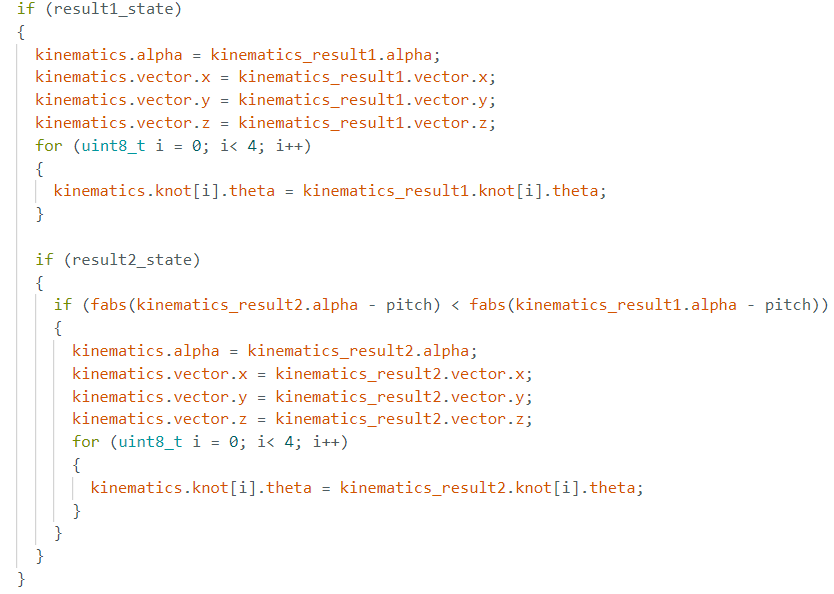 if (result1_state)
{
  kinematics.alpha = kinematics_result1.alpha;
  kinematics.vector.x = kinematics_result1.vector.x;
  kinematics.vector.y = kinematics_result1.vector.y;
  kinematics.vector.z = kinematics_result1.vector.z;
  for (uint8_t i = 0; i< 4; i++)
  {
    kinematics.knot[i].theta = kinematics_result1.knot[i].theta;
  }

  if (result2_state)
  {
    if (fabs(kinematics_result2.alpha - pitch) < fabs(kinematics_result1.alpha - pitch))
    {
      kinematics.alpha = kinematics_result2.alpha;
      kinematics.vector.x = kinematics_result2.vector.x;
      kinematics.vector.y = kinematics_result2.vector.y;
      kinematics.vector.z = kinematics_result2.vector.z;
      for (uint8_t i = 0; i< 4; i++)
      {
        kinematics.knot[i].theta = kinematics_result2.knot[i].theta;
      }
    }
  }
}